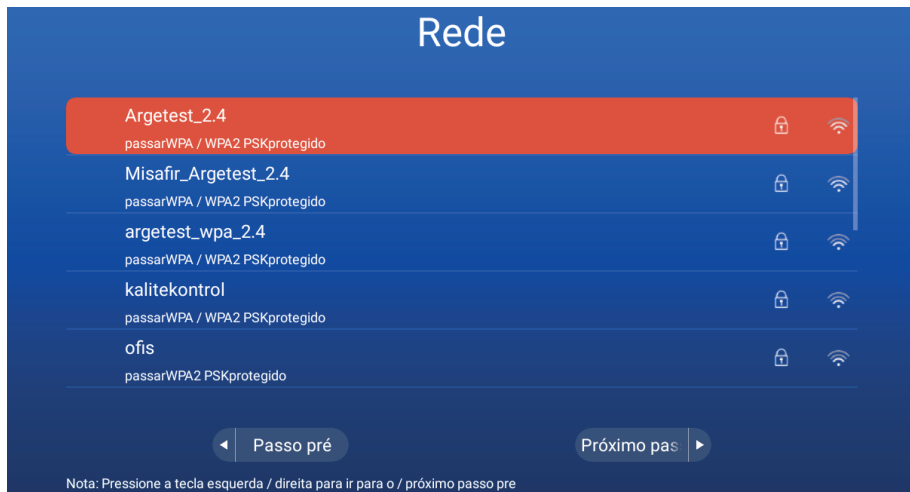 Rede
Argetest_2.4
passarWPA / WPA2 PSKprotegido
Misafir_Argetest_2.4
passarWPA / WPA2 PSKprotegido
argetest_wpa_2.4
passarWPA / WPA2 PSKprotegido
kalitekontrol
passarWPA / WPA2 PSKprotegido
ofis
passarWPA2 PSKprotegido
Passo pré
Próximo pas
Nota: Pressione a tecla esquerda / direita para ir para o / próximo passo pre